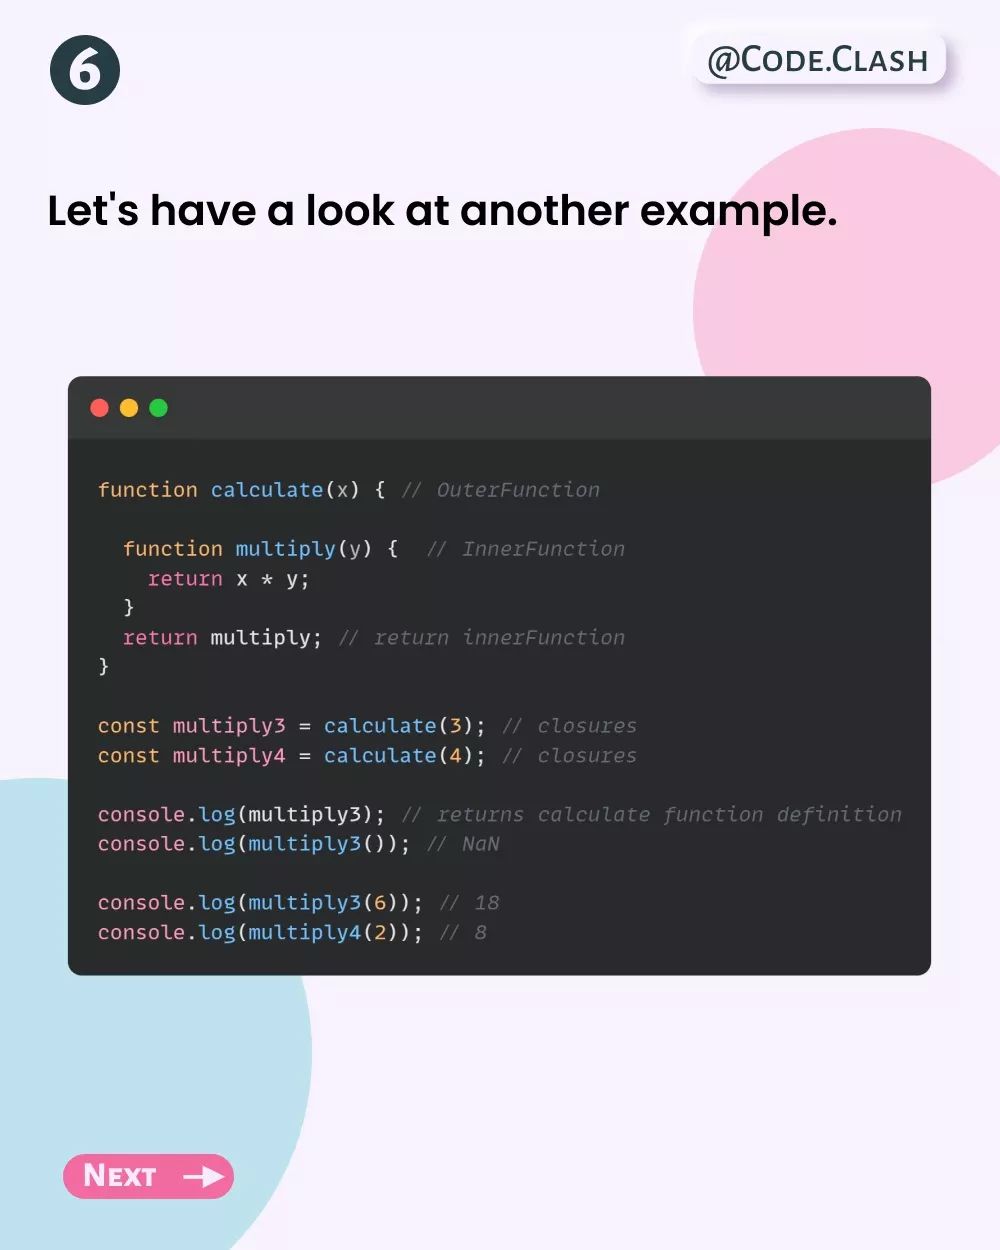 6
@Code.Clash
Let's have a look at another example.
function calculate(x) { // OuterFunction
  function multiply(y) {  // InnerFunction
    return x * y;
  }
  return multiply; // return innerFunction
}
const multiply3 = calculate(3); // closures
const multiply4 = calculate(4); // closures
console.log(multiply3); // returns calculate function definition
console.log(multiply3()); // NaN
console.log(multiply3(6)); // 18
console.log(multiply4(2)); // 8
Next